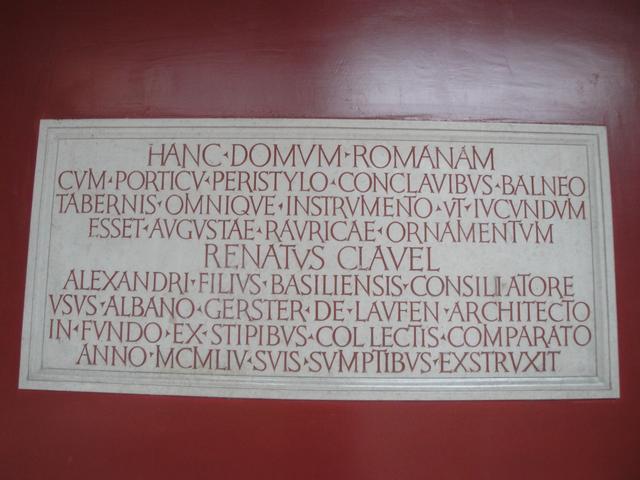 HANC·DOMVM·ROMANAM
CVM·PORTICV·PERISTYLO·CONCLAVIBVS·BALNEO
TABERNIS·OMNIQVE·INSTRVMENTO·VT·IVCVNDVM
ESSET·AVGVSTAE·RAVRICAE·ORNAMENTVM
RENATVS CLAVEL
ALEXANDRI·FILIVS·BASILIENSIS·CONSILIATORE
VSVS·ALBANO·GERSTER·DE·LAVFEN·ARCHITECTO
IN·FVNDO·EX·STIPIBVS·COLLECTIS·COMPARATO
ANNO·MCMLIV·SVIS·SVMPTIBVS·EXSTRVXIT